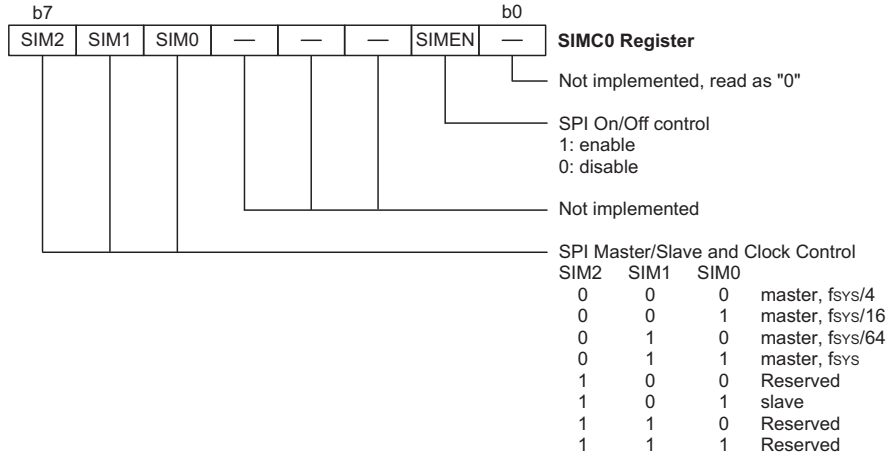 b7 b0
SIM2 SIM1 SIM0 — — — SIMEN — SIMC0 Register
Not implemented, read as "0"
SPI On/Off control
1: enable
0: disable
Not implemented
SPI Master/Slave and Clock Control
SIM2 SIM1 SIM0
0 0 0 master, fSYS/4
0 0 1 master, fSYS/16
0 1 0 master, fSYS/64
0 1 1 master, fSYS
1 0 0 Reserved
1 0 1 slave
1 1 0 Reserved
1 1 1 Reserved